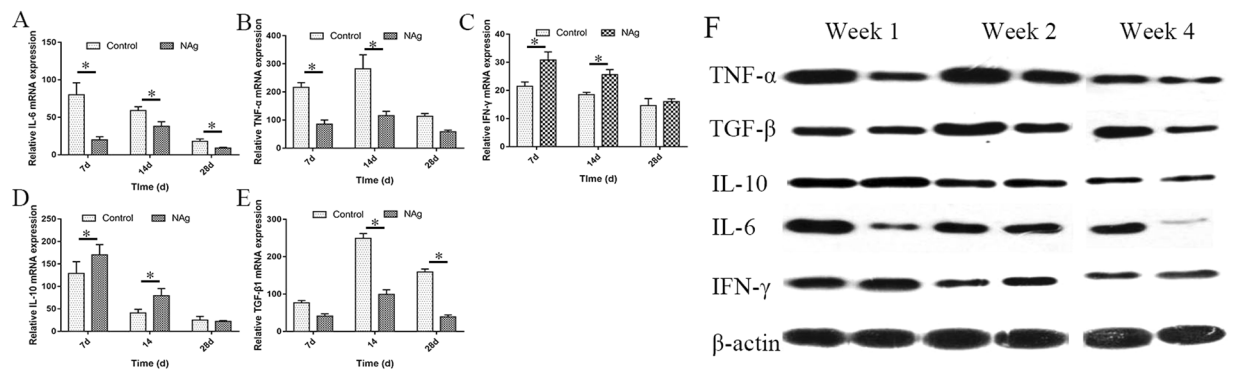 A
Control NAg
Relative IL-6 mRNA expression
150
100
50
0
*
*
*
7d 14d 28d
TIme (d)
B
Control NAg
Relative TNF-α mRNA expression
400
300
200
100
0
*
*
7d 14d 28d
TIme (d)
C
Control NAg
Relative IFN-γ mRNA expression
40
30
20
10
0
*
*
7d 14d 28d
Time (d)
D
Control NAg
Relative IL-10 mRNA expression
250
200
150
100
50
0
*
*
7d 14 28d
Time (d)
E
Control NAg
Relative TGF-β1 mRNA expression
300
200
100
0
*
*
7d 14 28d
Time (d)
F
Week 1 Week 2 Week 4
TNF-α
TGF-β
IL-10
IL-6
IFN-γ
β-actin